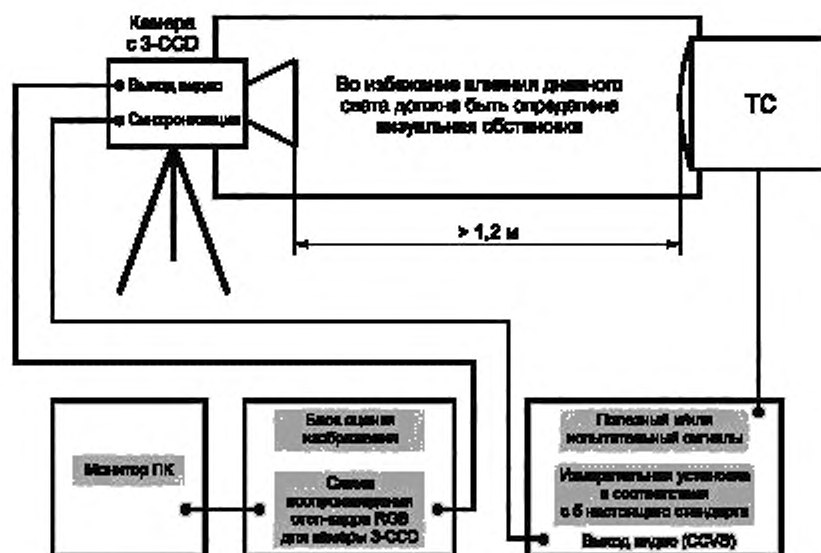 Камера
с 3-CCD
Выход видео
Синхронизация
Во избежание влияния дневного
света должна быть определена
визуальная обстановка
ТС
> 1,2 м
Монитор ПК
Блок оценки
изображения
Схема
воспроизведения
стоп-кадра RGB
для камеры 3-CCD
Полезный и/или
испытательный сигналы
Измерительная установка
в соответствии
с 5 настоящего стандарта
Выход видео (CCVS)